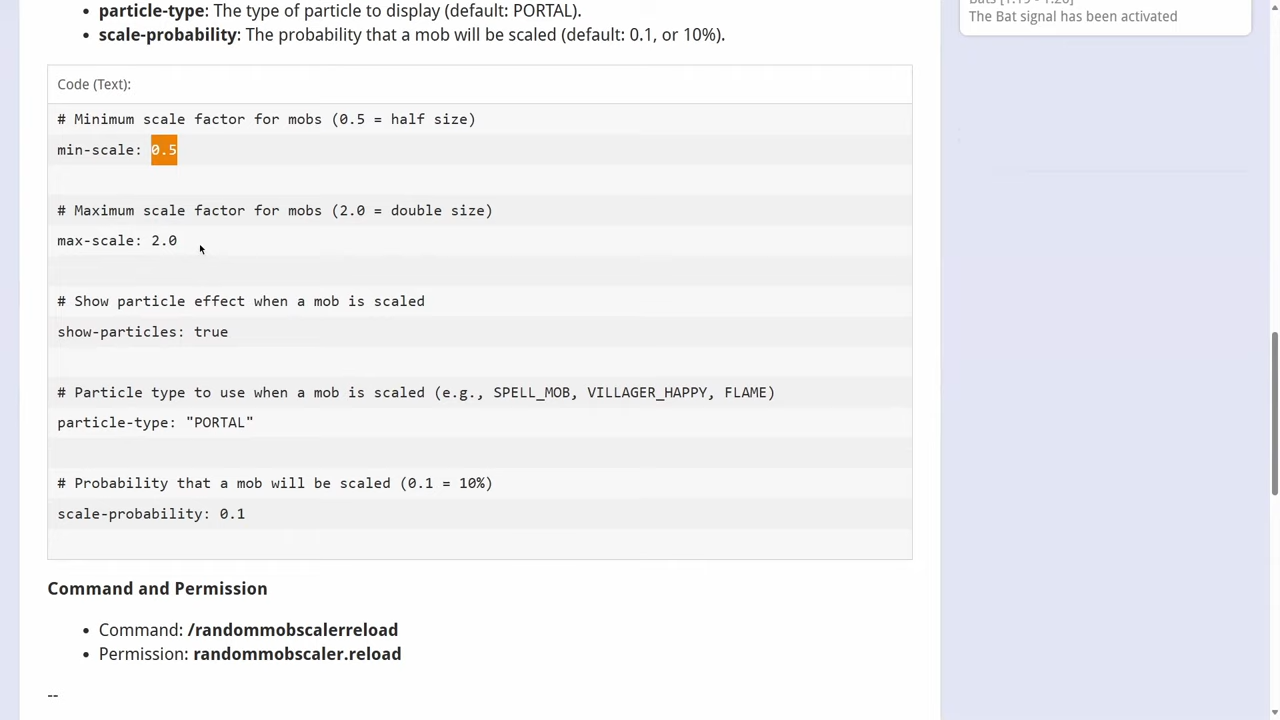 particle-type: The type of particle to display (default: PORTAL).
scale-probability: The probability that a mob will be scaled (default: 0.1, or 10%).
Code (Text):
# Minimum scale factor for mobs (0.5 = half size)
min-scale: 0.5
# Maximum scale factor for mobs (2.0 = double size)
max-scale: 2.0
# Show particle effect when a mob is scaled
show-particles: true
# Particle type to use when a mob is scaled (e.g., SPELL_MOB, VILLAGER_HAPPY, FLAME)
particle-type: "PORTAL"
# Probability that a mob will be scaled (0.1 = 10%)
scale-probability: 0.1
Command and Permission
Command: /randommobscalerreload
Permission: randommobscaler.reload
--
Bats [1.19 - 1.20]
The Bat signal has been activated